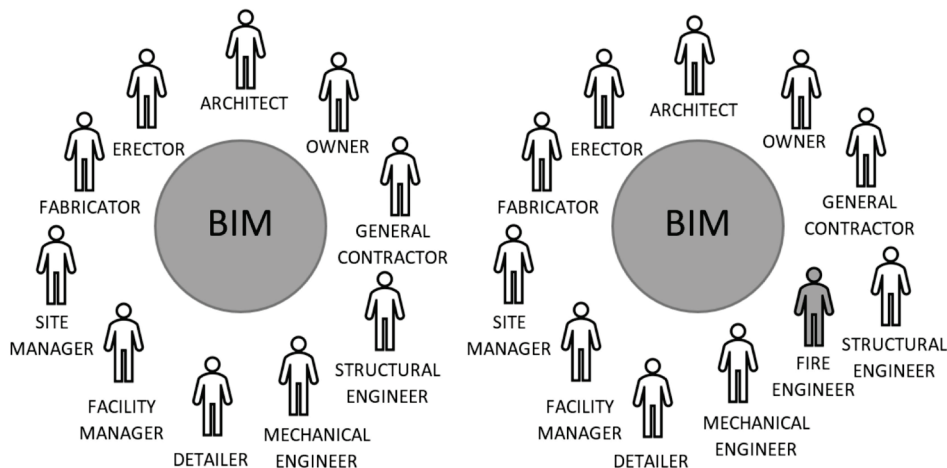 ARCHITECT
OWNER
GENERAL
CONTRACTOR
STRUCTURAL
ENGINEER
MECHANICAL
ENGINEER
DETAILER
FACILITY
MANAGER
SITE
MANAGER
FABRICATOR
ERECTOR
BIM
ARCHITECT
OWNER
GENERAL
CONTRACTOR
STRUCTURAL
ENGINEER
FIRE
ENGINEER
MECHANICAL
ENGINEER
DETAILER
FACILITY
MANAGER
SITE
MANAGER
FABRICATOR
ERECTOR
BIM